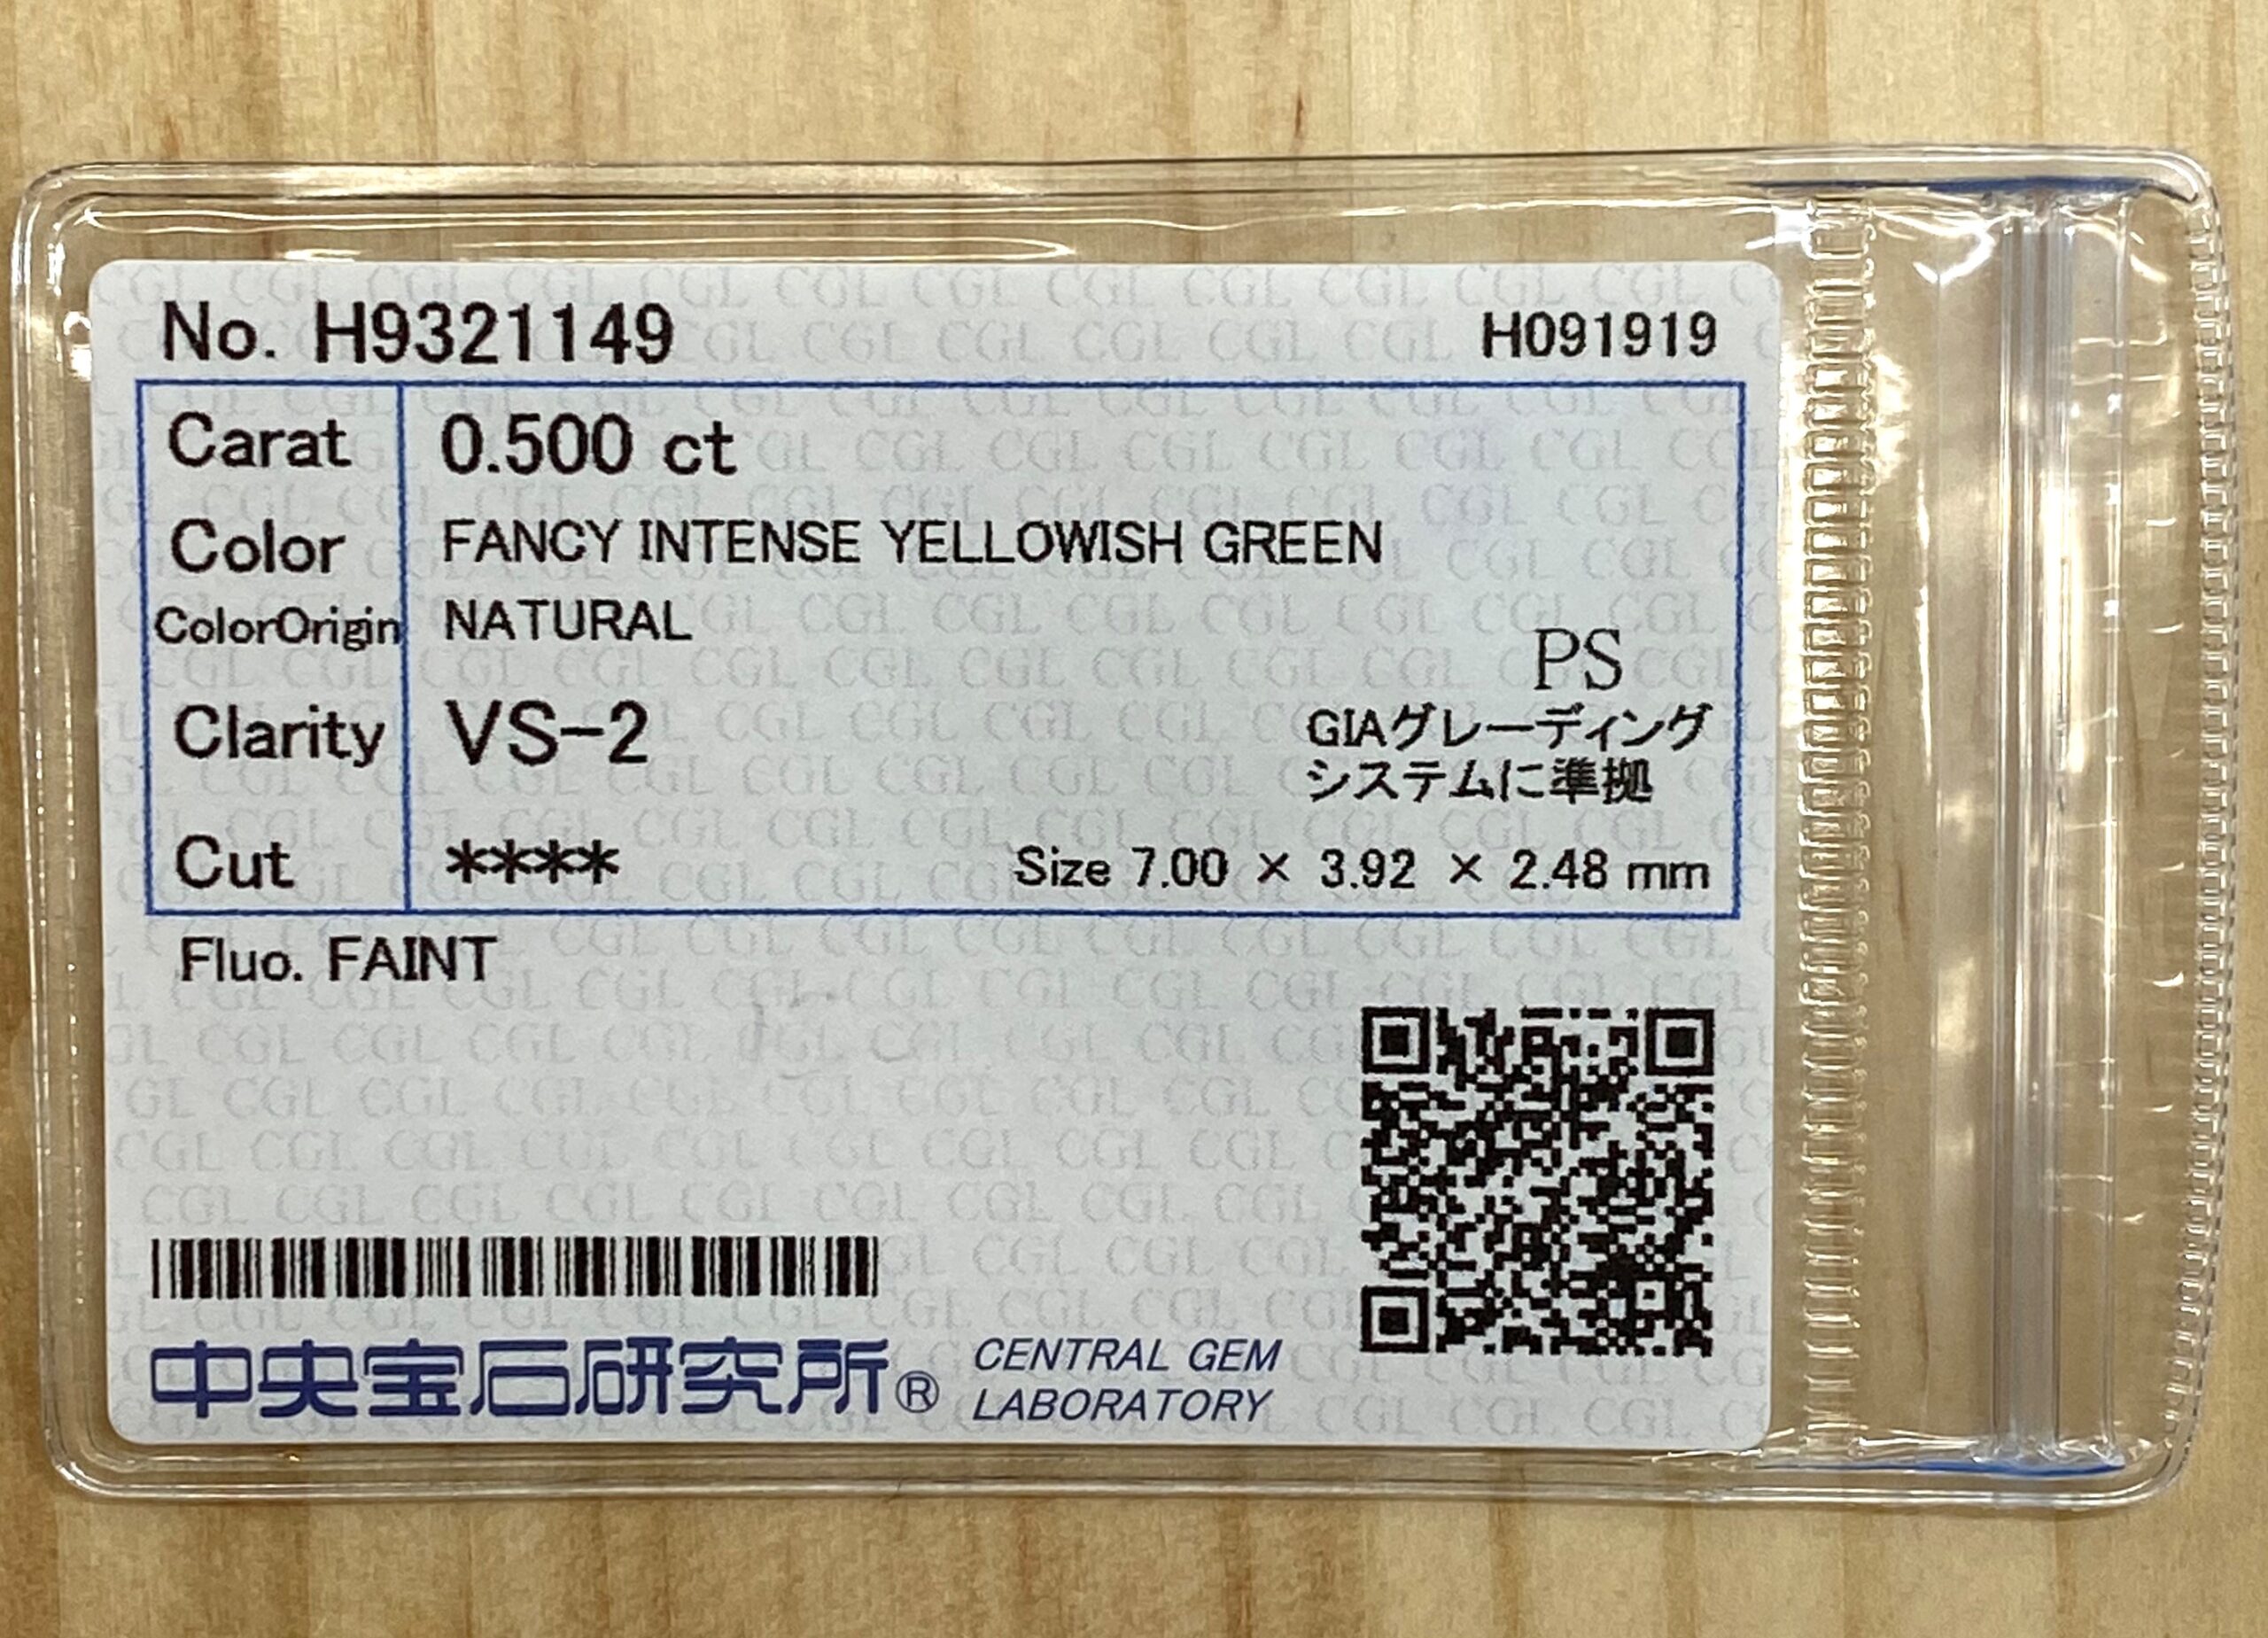 No. H9321149 H091919
Carat 0.500 ct
Color FANCY INTENSE YELLOWISH GREEN
ColorOrigin NATURAL
PS
Clarity VS-2 GIAグレーディング
システムに準拠
Cut **** Size 7.00 × 3.92 × 2.48 mm
Fluo. FAINT
中央宝石研究所® CENTRAL GEM
LABORATORY